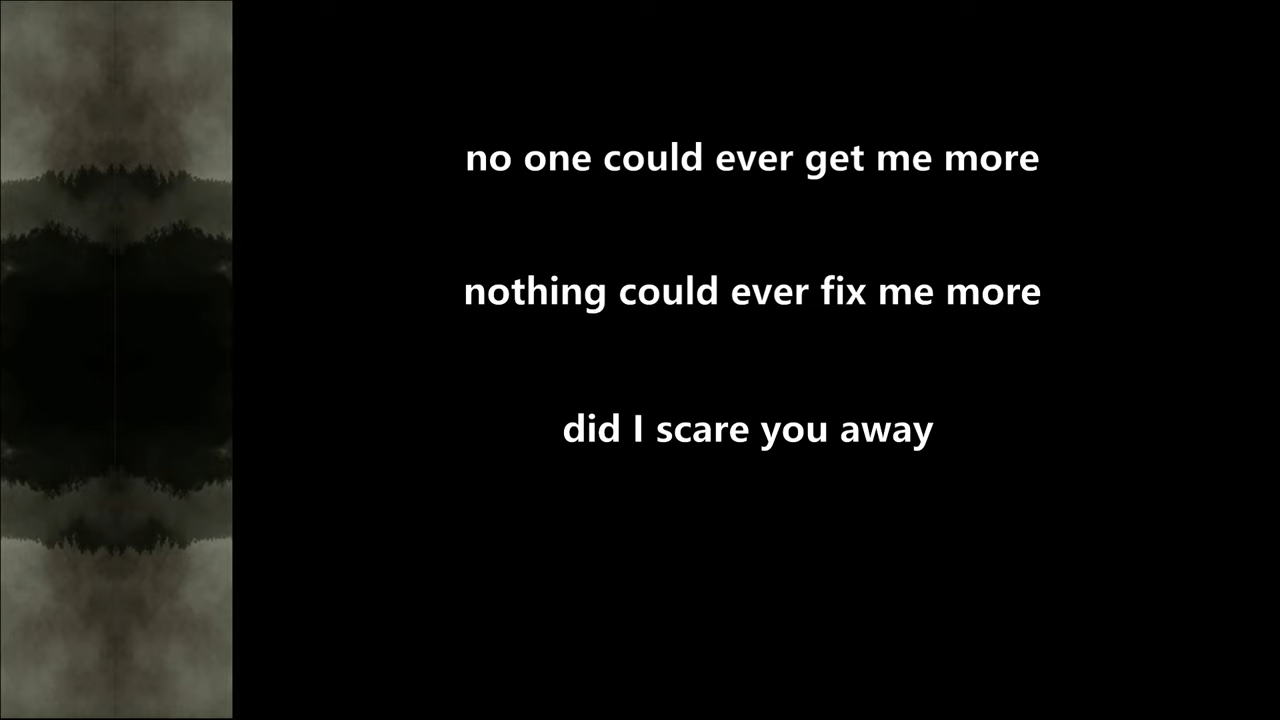 no one could ever get me more
nothing could ever fix me more
did I scare you away